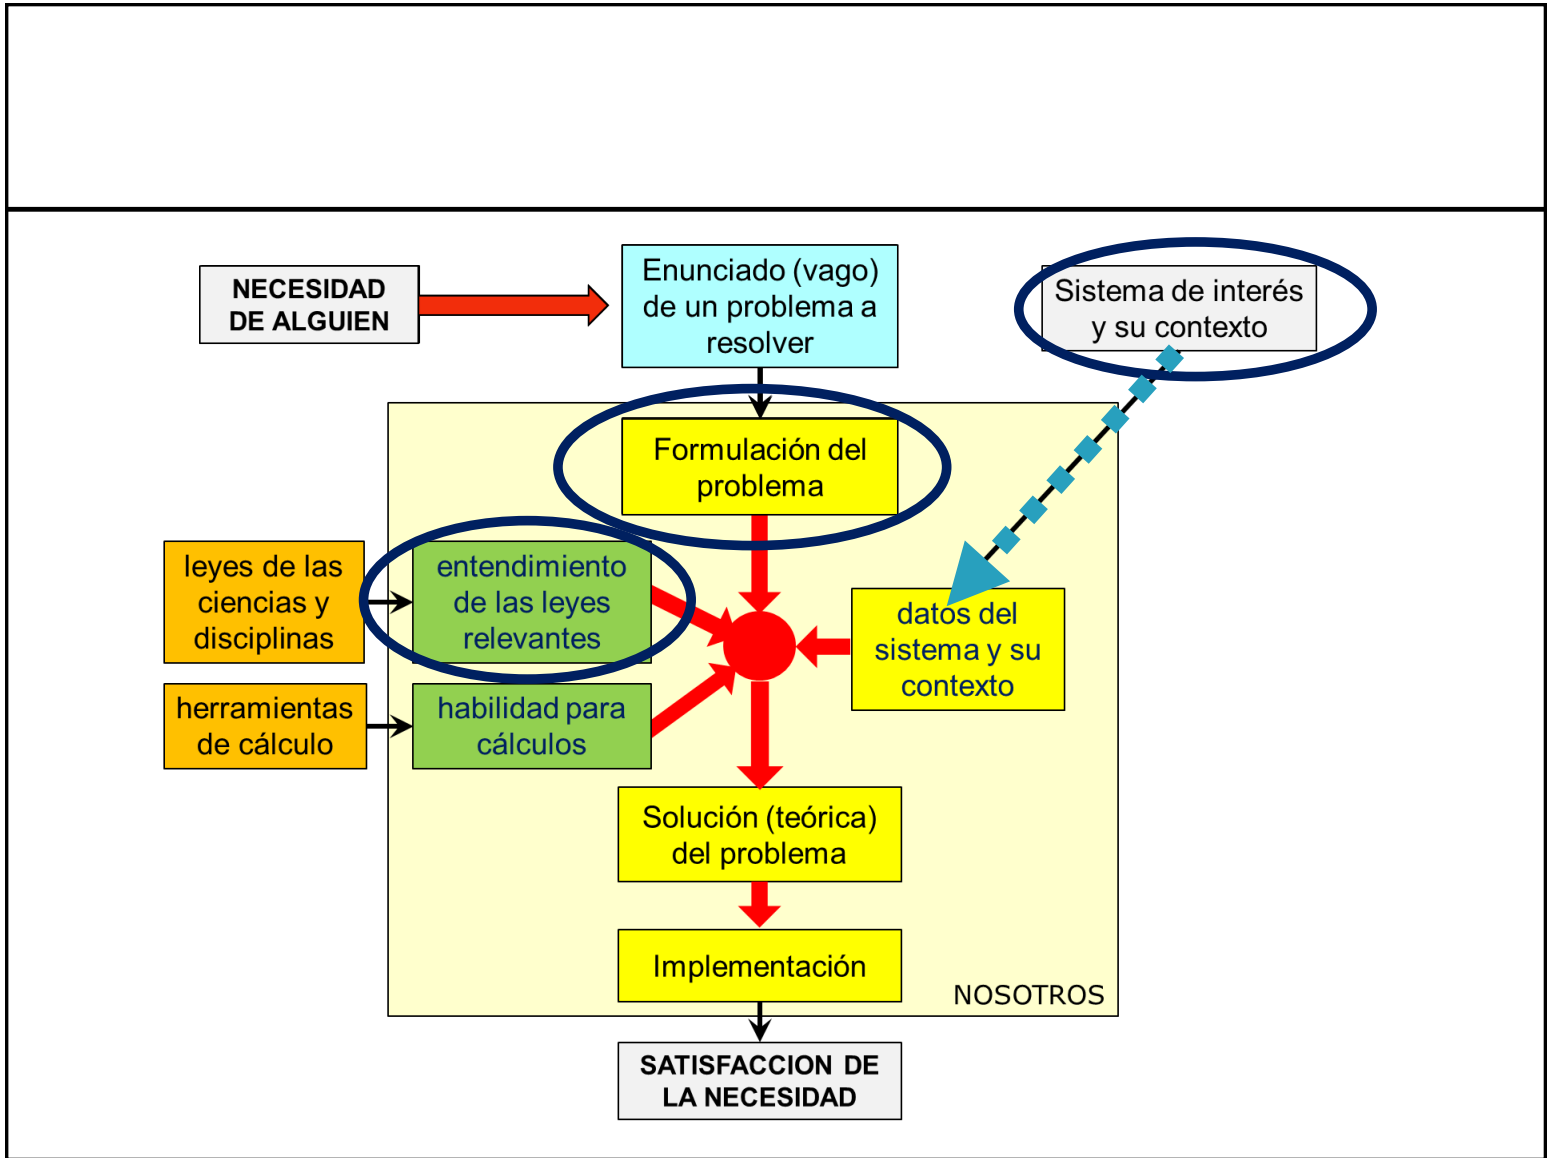 NECESIDAD
DE ALGUIEN
Enunciado (vago)
de un problema a
resolver
Sistema de interés
y su contexto
Formulación del
problema
leyes de las
ciencias y
disciplinas
entendimiento
de las leyes
relevantes
datos del
sistema y su
contexto
herramientas
de cálculo
habilidad para
cálculos
Solución (teórica)
del problema
Implementación
NOSOTROS
SATISFACCION DE
LA NECESIDAD